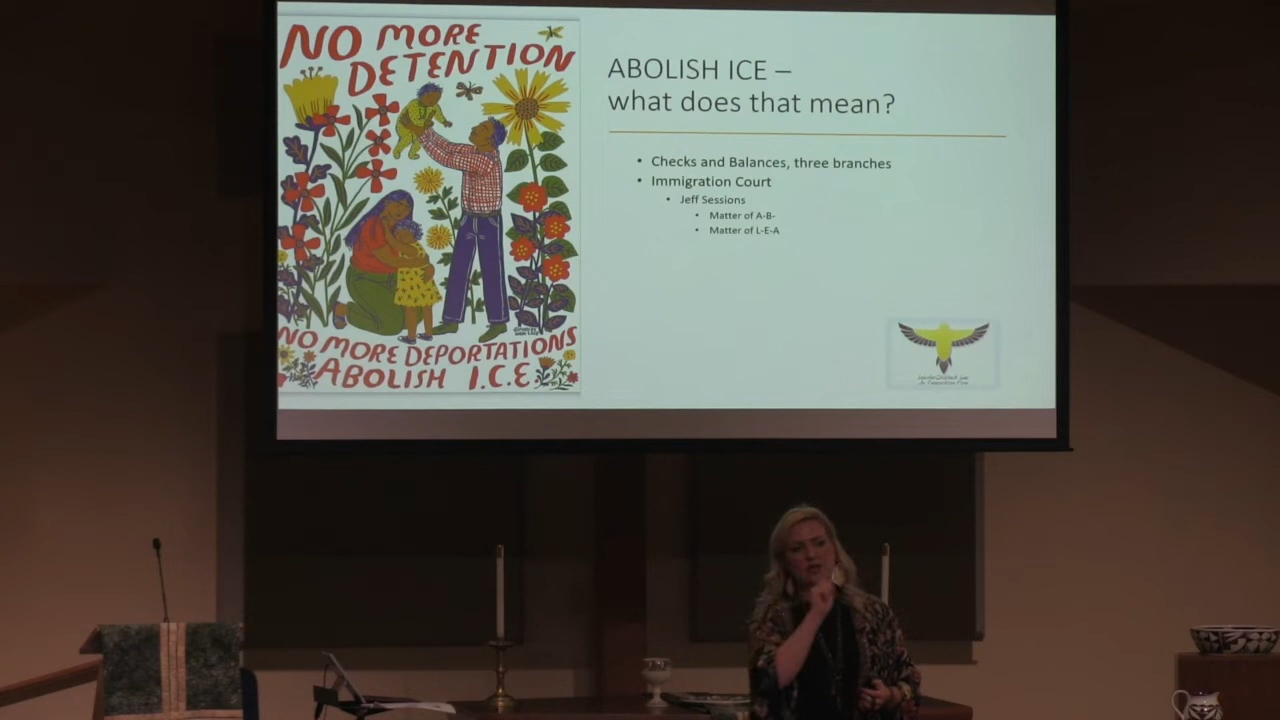 NO MORE
DETENTION
NO MORE DEPORTATIONS
ABOLISH I.C.E.
ABOLISH ICE –
what does that mean?
• Checks and Balances, three branches
• Immigration Court
• Jeff Sessions
• Matter of A-B-
• Matter of L-E-A